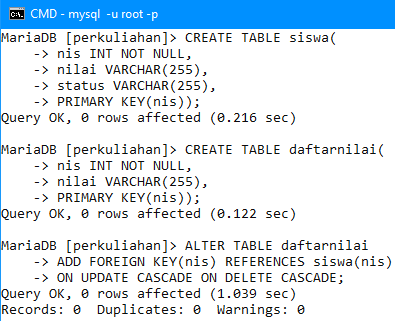 CMD - mysql -u root -p
MariaDB [perkuliahan]> CREATE TABLE siswa(
    -> nis INT NOT NULL,
    -> nilai VARCHAR(255),
    -> status VARCHAR(255),
    -> PRIMARY KEY(nis));
Query OK, 0 rows affected (0.216 sec)
MariaDB [perkuliahan]> CREATE TABLE daftarnilai(
    -> nis INT NOT NULL,
    -> nilai VARCHAR(255),
    -> PRIMARY KEY(nis));
Query OK, 0 rows affected (0.122 sec)
MariaDB [perkuliahan]> ALTER TABLE daftarnilai
    -> ADD FOREIGN KEY(nis) REFERENCES siswa(nis)
    -> ON UPDATE CASCADE ON DELETE CASCADE;
Query OK, 0 rows affected (1.039 sec)
Records: 0  Duplicates: 0  Warnings: 0